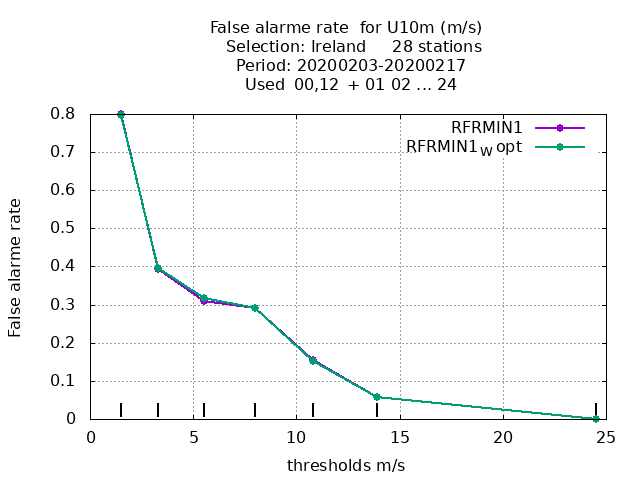 False alarme rate for U10m (m/s)
Selection: Ireland 28 stations
Period: 20200203-20200217
Used 00,12 + 01 02 ... 24
RFRMIN1
RFRMIN1W opt
0.8
0.7
0.6
0.5
0.4
0.3
0.2
0.1
0
False alarme rate
0 5 10 15 20 25
thresholds m/s